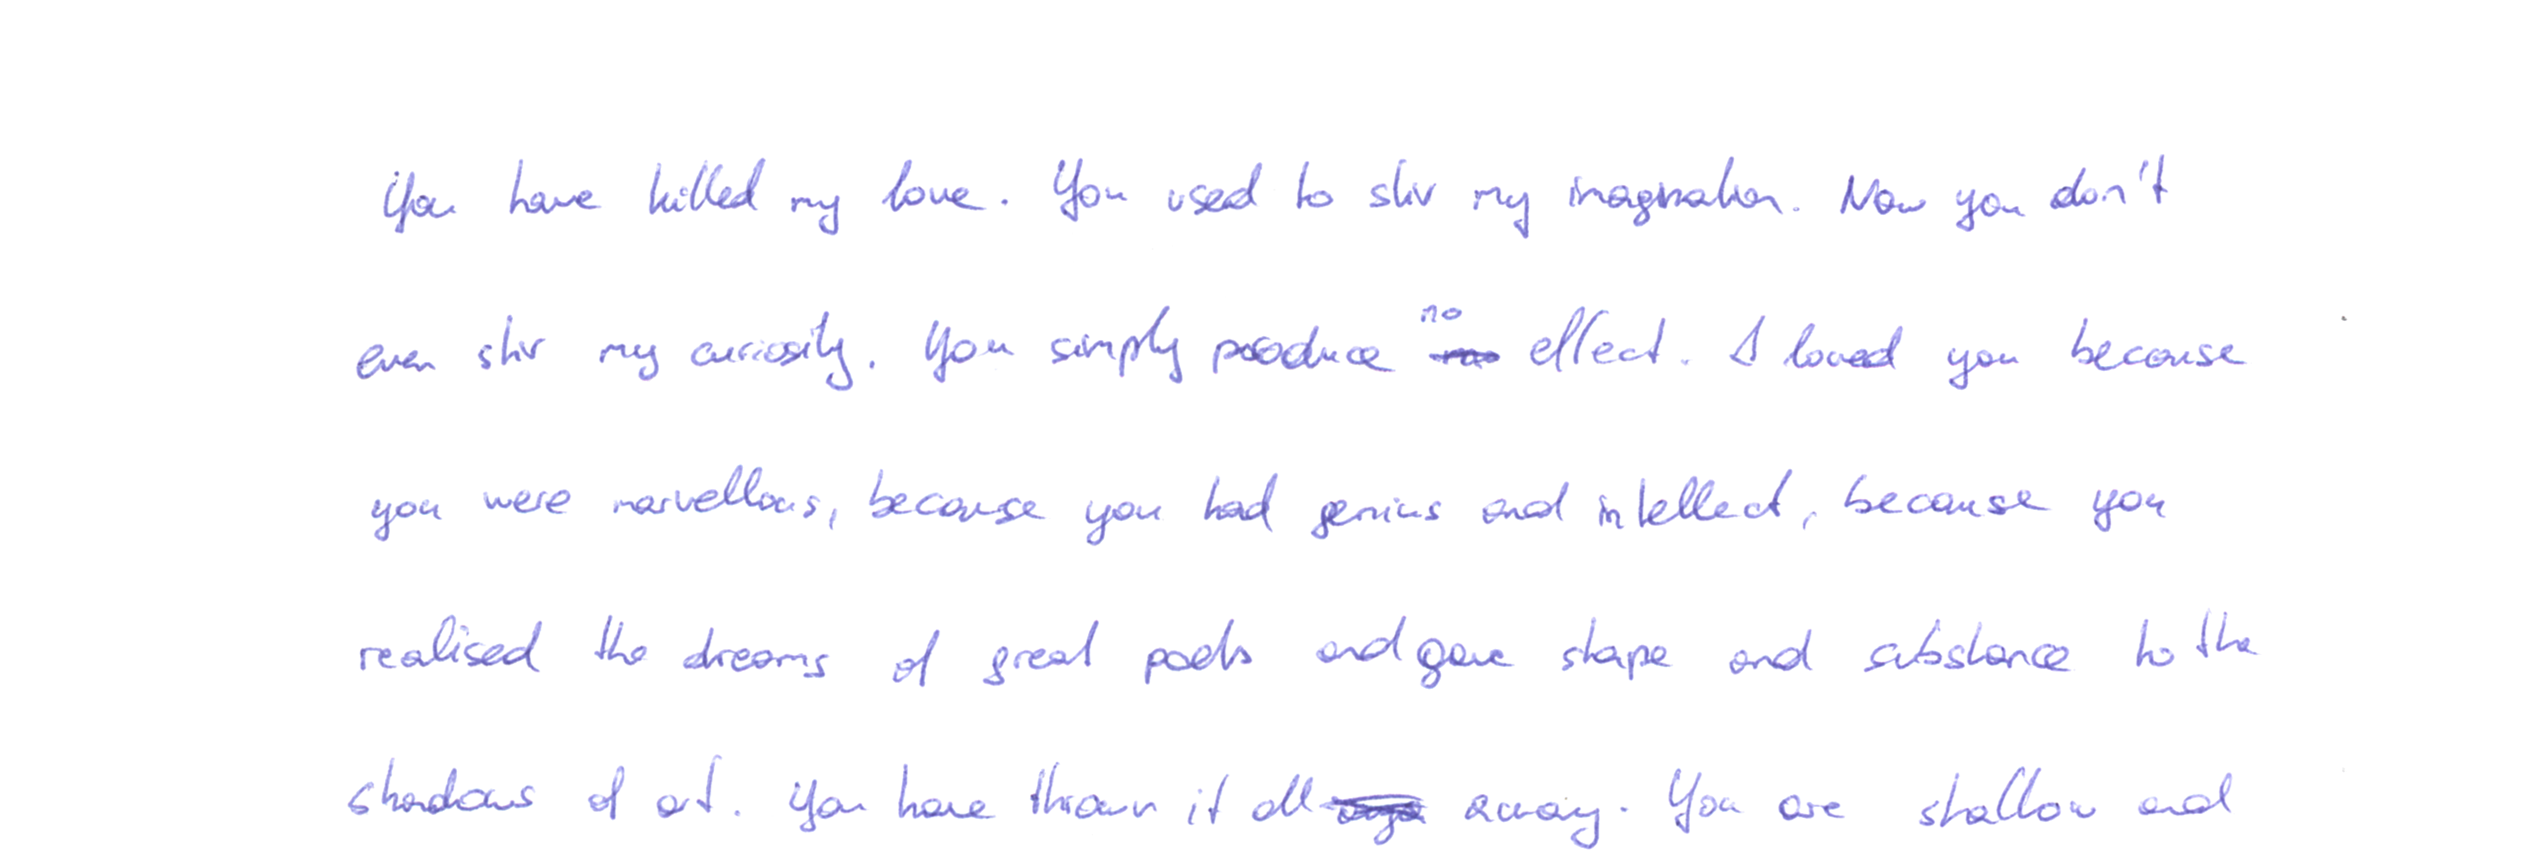 You have killed my love. You used to stir my imagination. Now you don't
even stir my curiosity. You simply produce no effect. I loved you because
you were marvellous, because you had genius and intellect, because you
realised the dreams of great poets and gave shape and substance to the
shadows of art. You have thrown it all away. You are shallow and